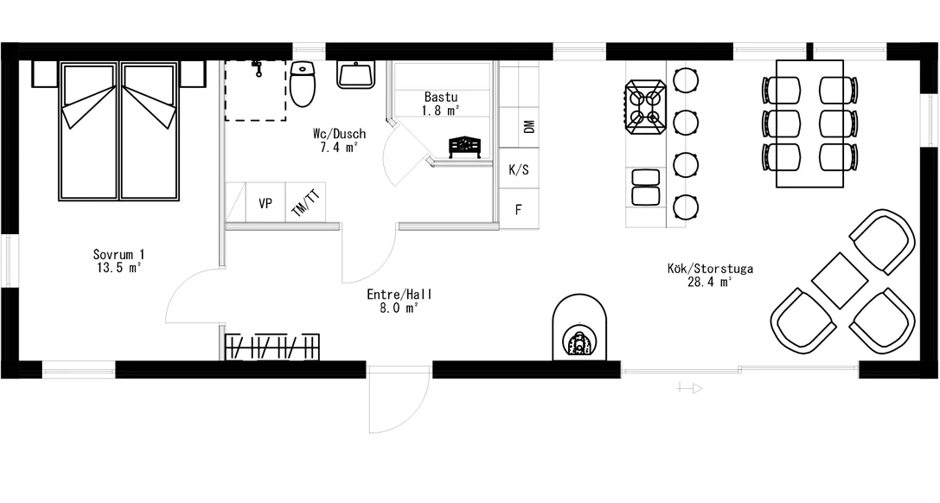 Bastu
1.8 m²
DM
Wc/Dusch
7.4 m²
K/S
VP
TM/TT
F
Sovrum 1
13.5 m²
Kök/Storstuga
28.4 m²
Entre/Hall
8.0 m²